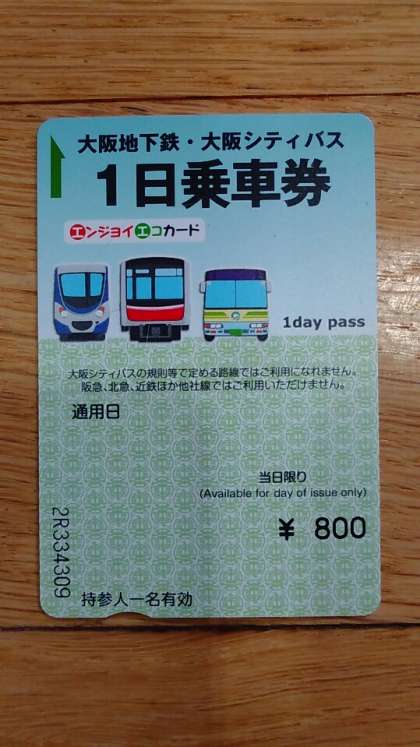 大阪地下鉄・大阪シティバス
1日乗車券
エンジョイエコカード
1day pass
大阪シティバスの規則等で定める路線ではご利用になれません。
阪急、北急、近鉄ほか他社線ではご利用いただけません。
通用日
当日限り
(Available for day of issue only)
¥ 800
2R334309
持参人一名有効